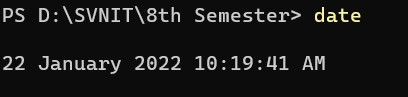 PS D:\SVNIT\8th Semester> date
22 January 2022 10:19:41 AM